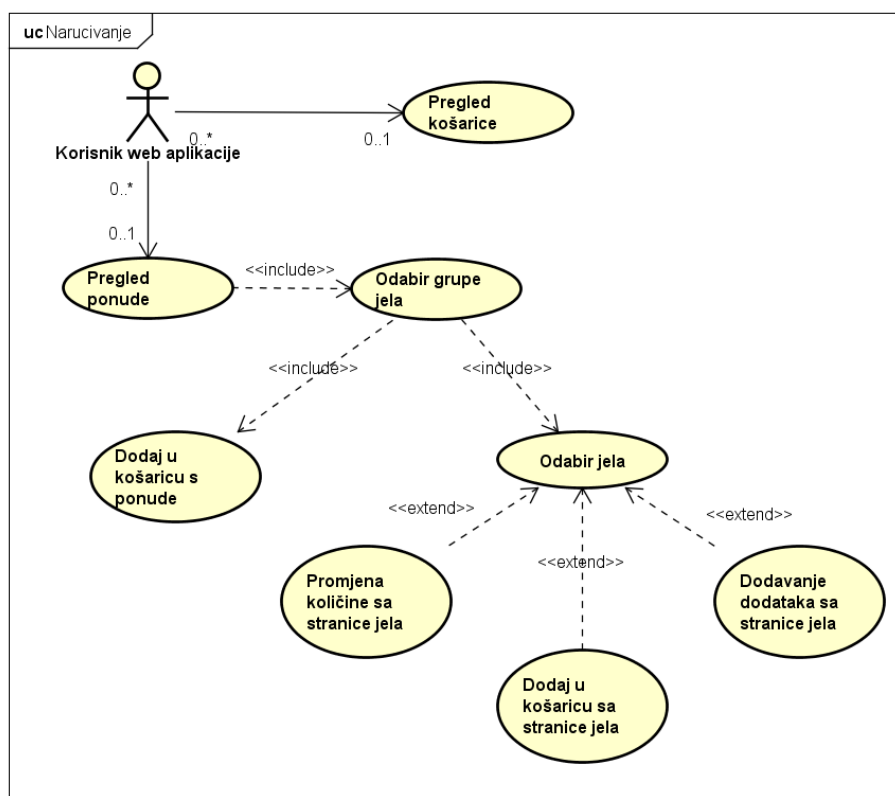 uc Narucivanje
Pregled
košarice
0..*
0..1
Korisnik web aplikacije
0..*
0..1
Pregled
ponude
<<include>>
Odabir grupe
jela
<<include>>
<<include>>
Dodaj u
košaricu s
ponude
Odabir jela
<<extend>>
<<extend>>
<<extend>>
Promjena
količine sa
stranice jela
Dodavanje
dodataka sa
stranice jela
Dodaj u
košaricu sa
stranice jela